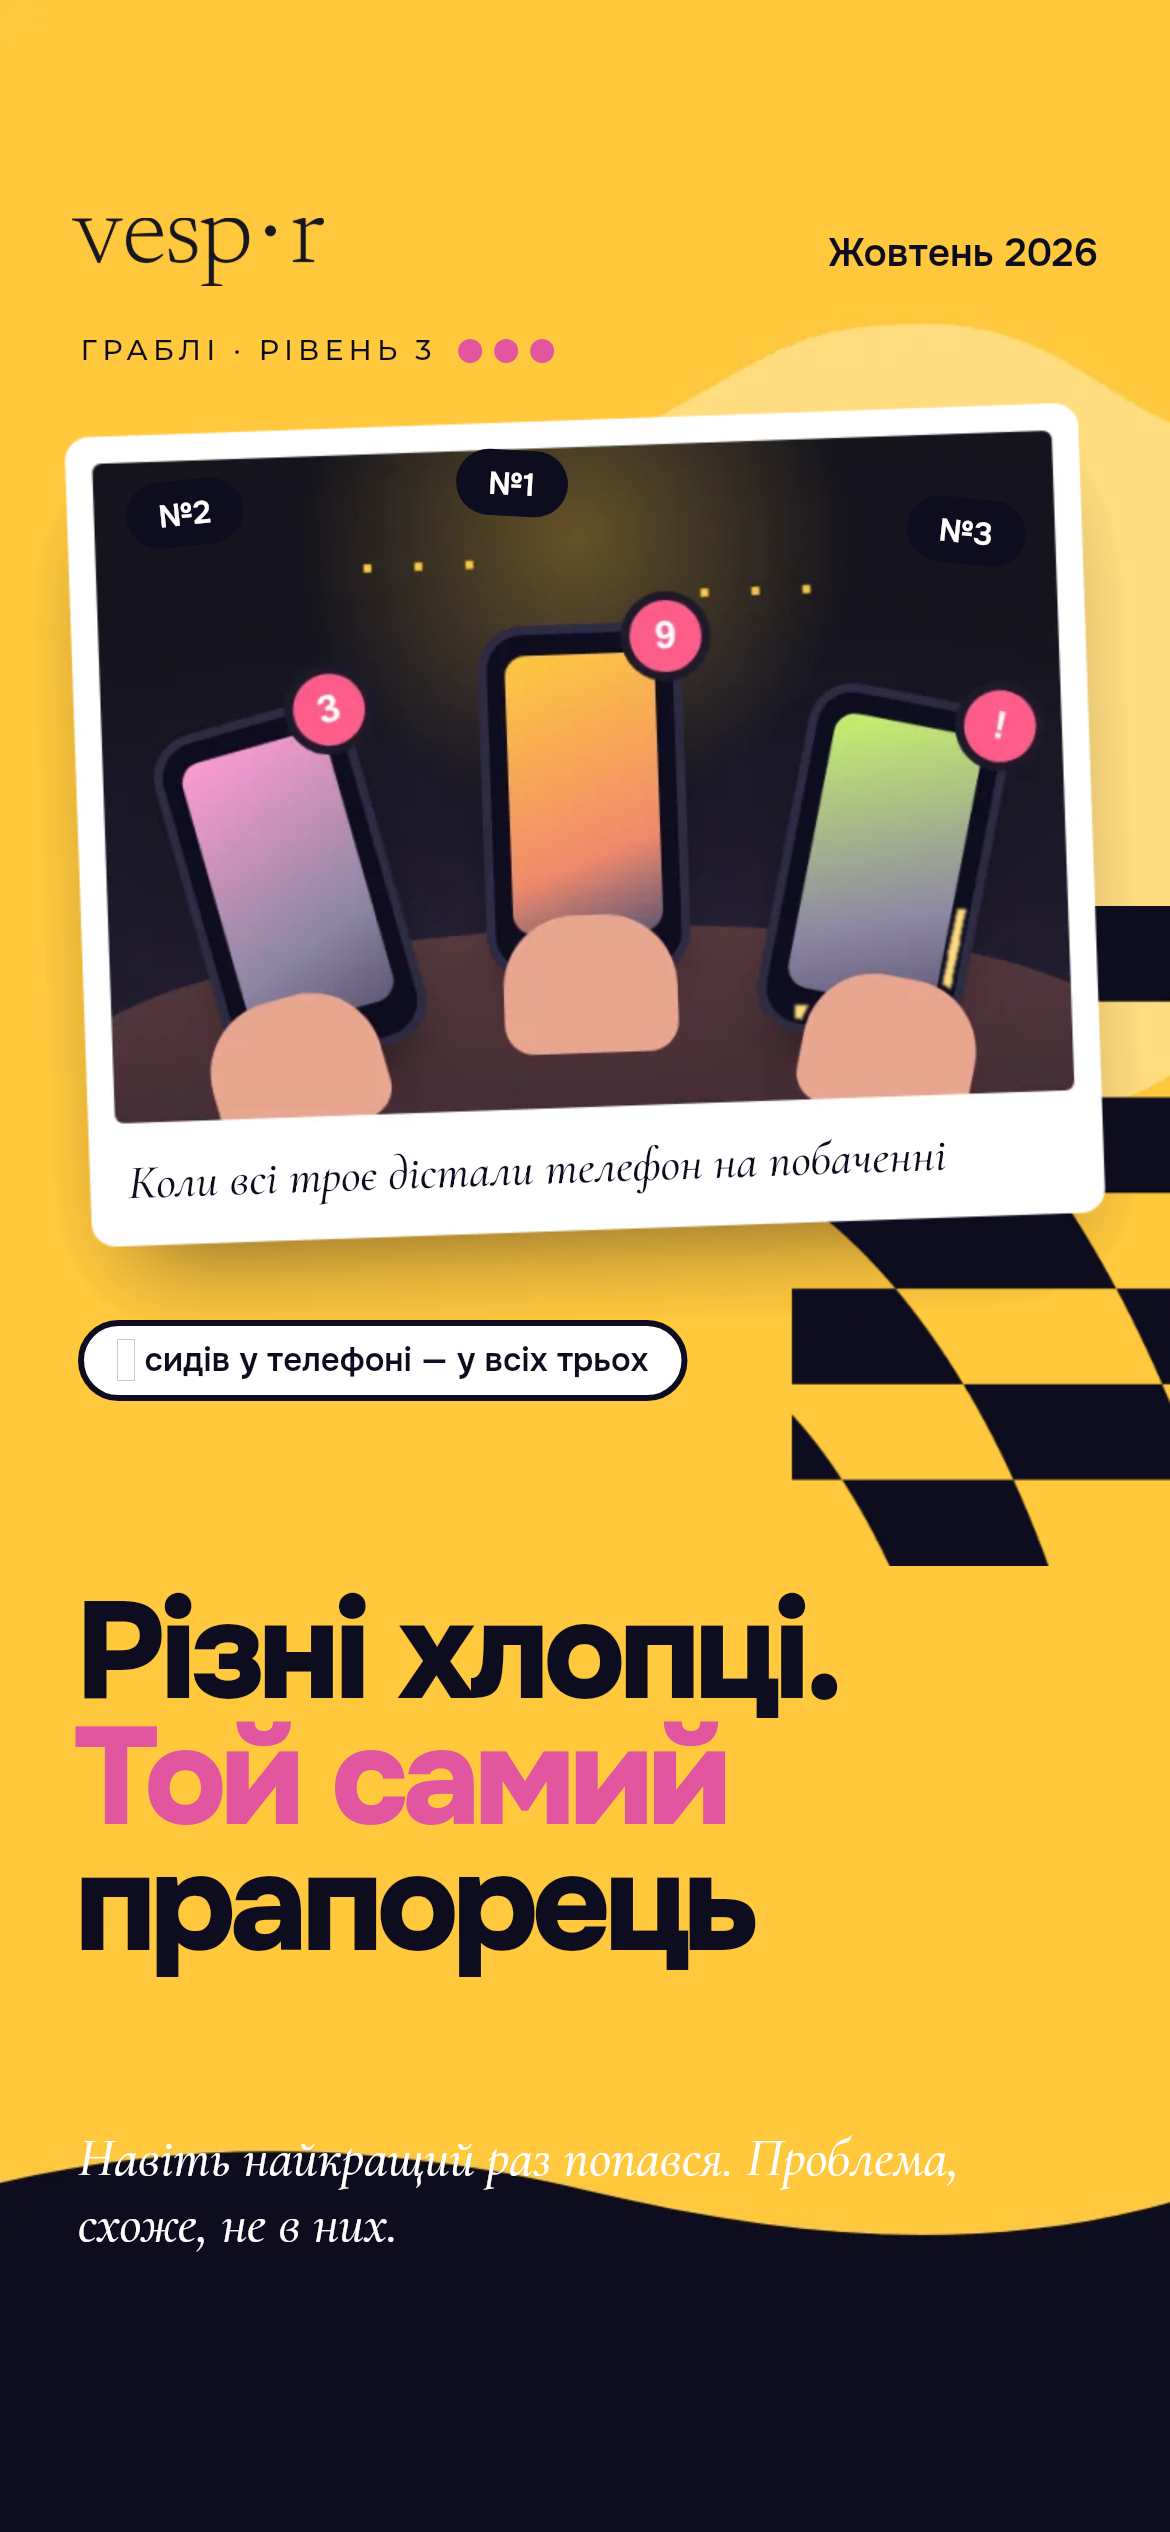 vesp·r
Жовтень 2026
ГРАБЛІ · РІВЕНЬ 3
№2
№1
№3
3
9
!
Коли всі троє дістали телефон на побаченні
сидів у телефоні — у всіх трьох
Різні хлопці.
Той самий
прапорець
Навіть найкращий раз попався. Проблема,
схоже, не в них.